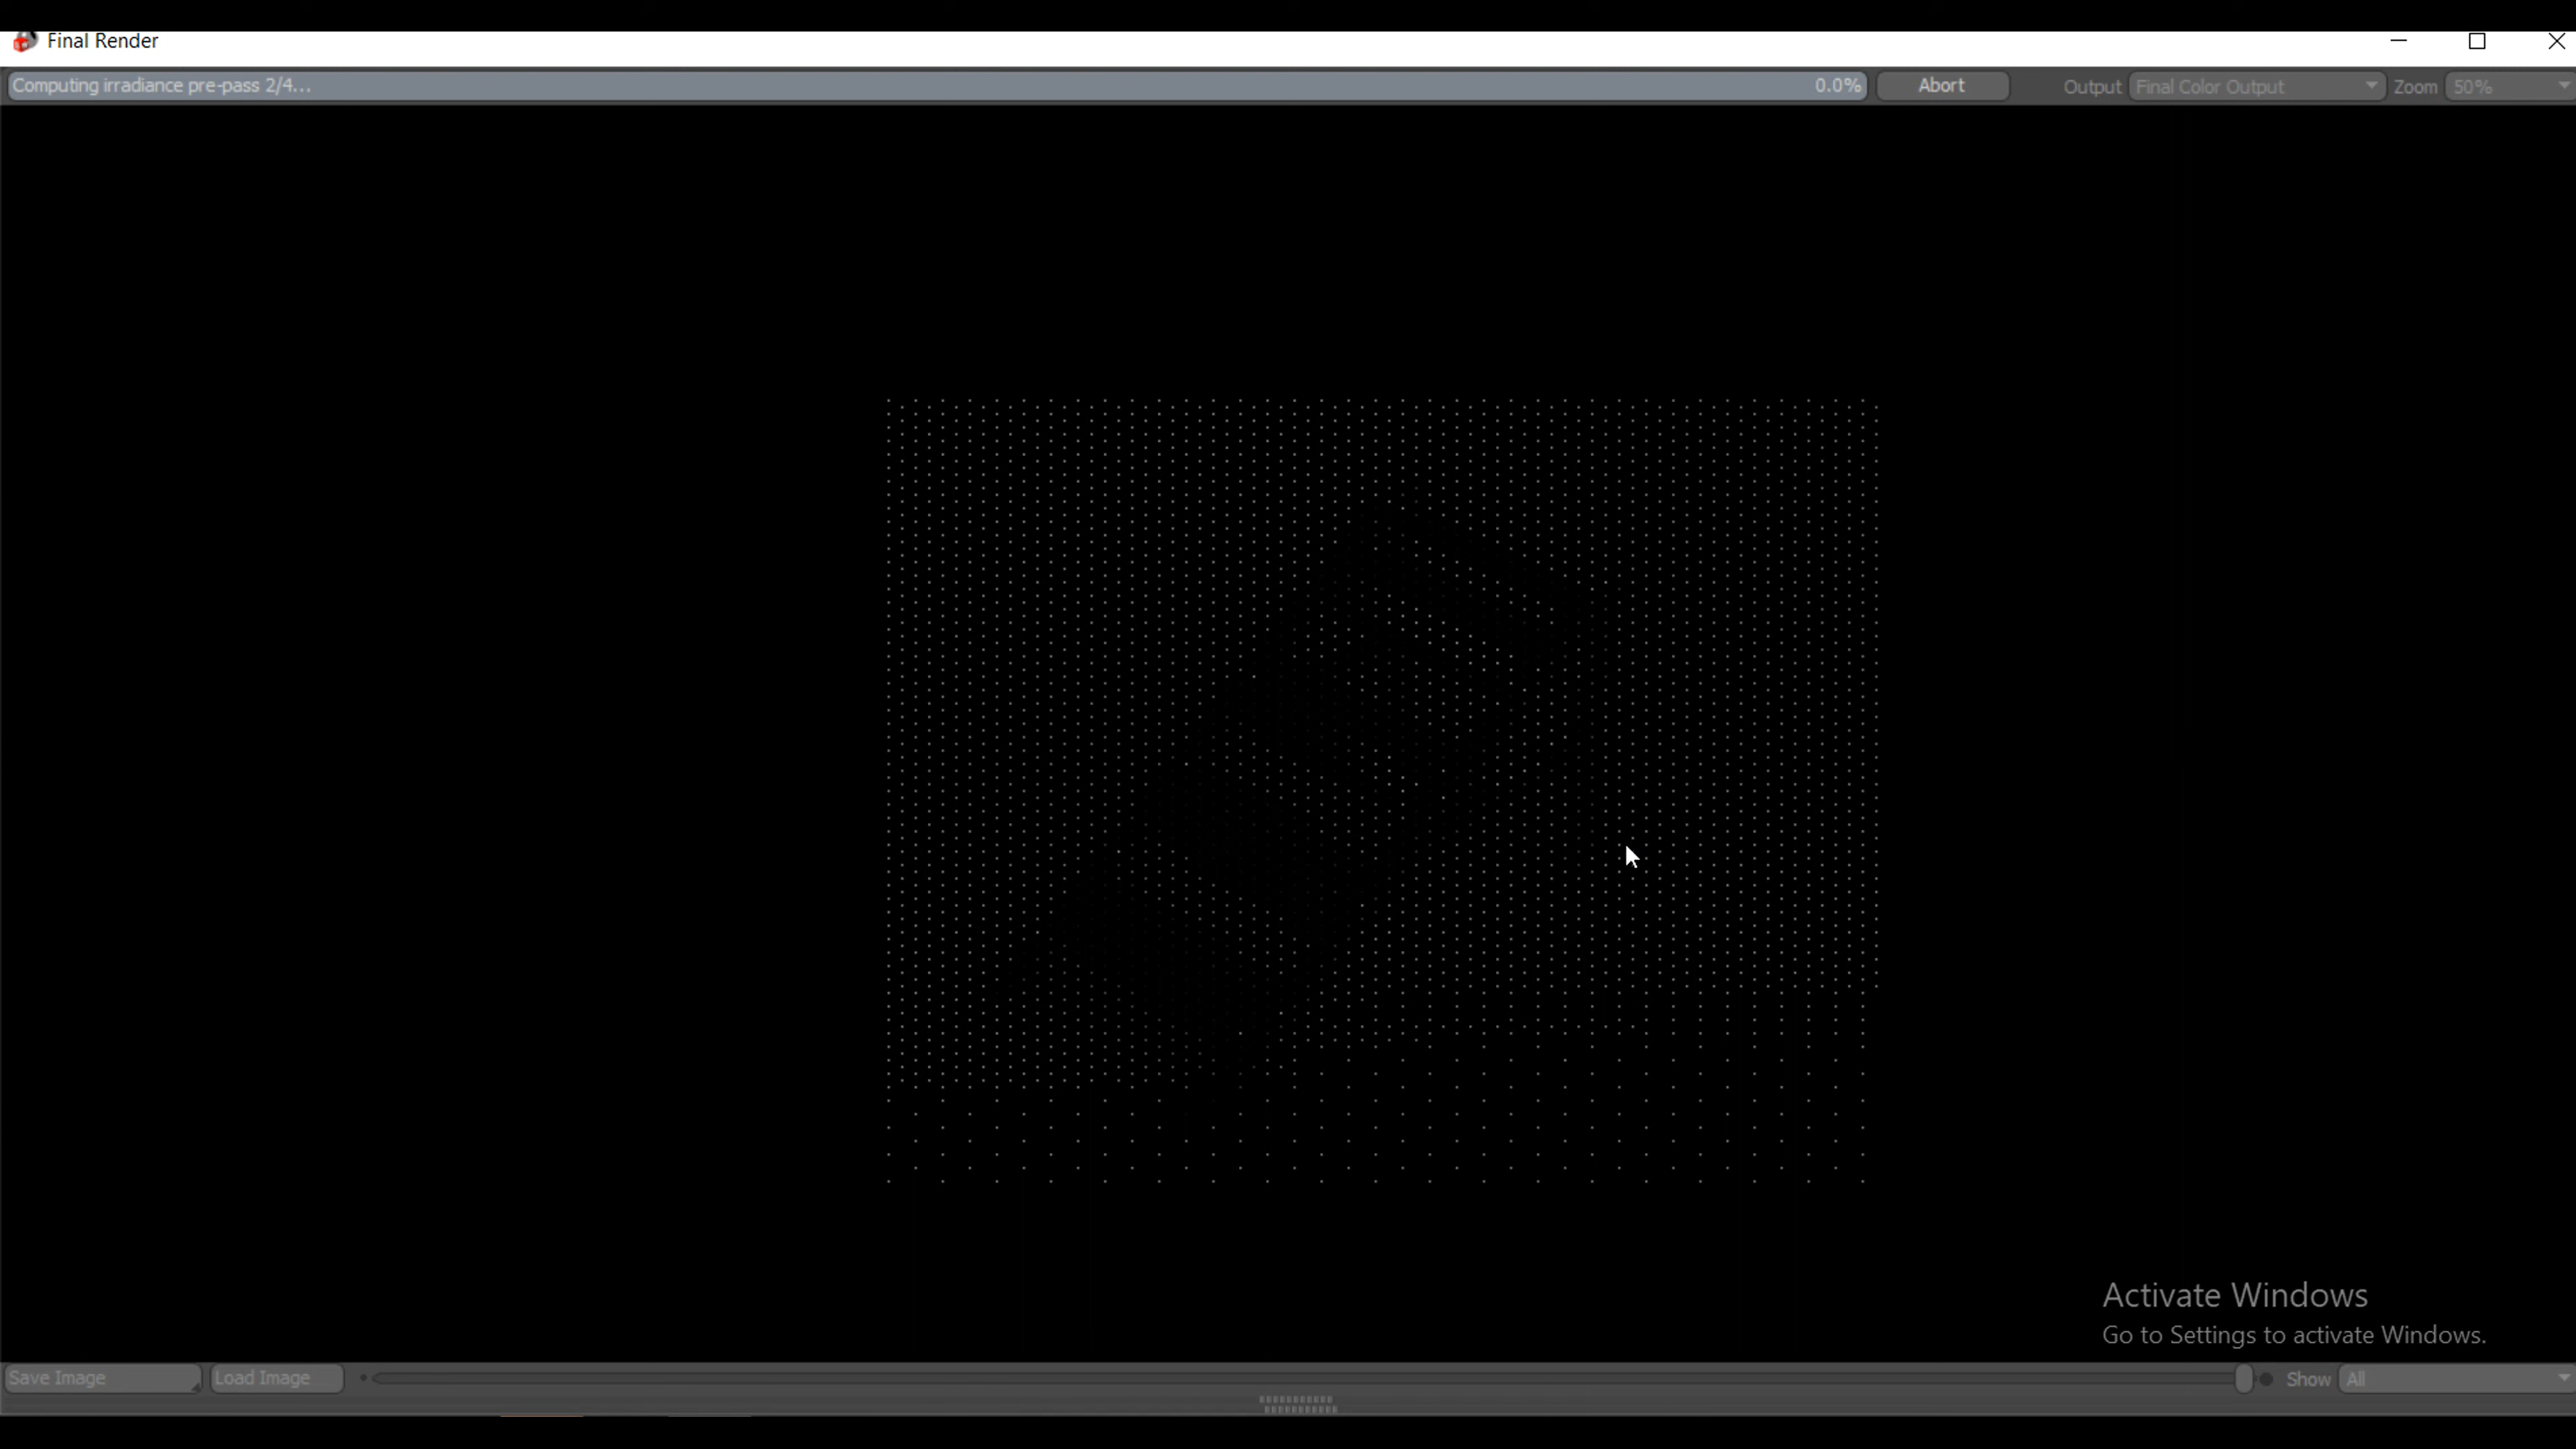 Final Render
Computing irradiance pre-pass 2/4... 0.0% Abort Output Final Color Output Zoom 50%
Activate Windows
Go to Settings to activate Windows.
Save Image Load Image Show All